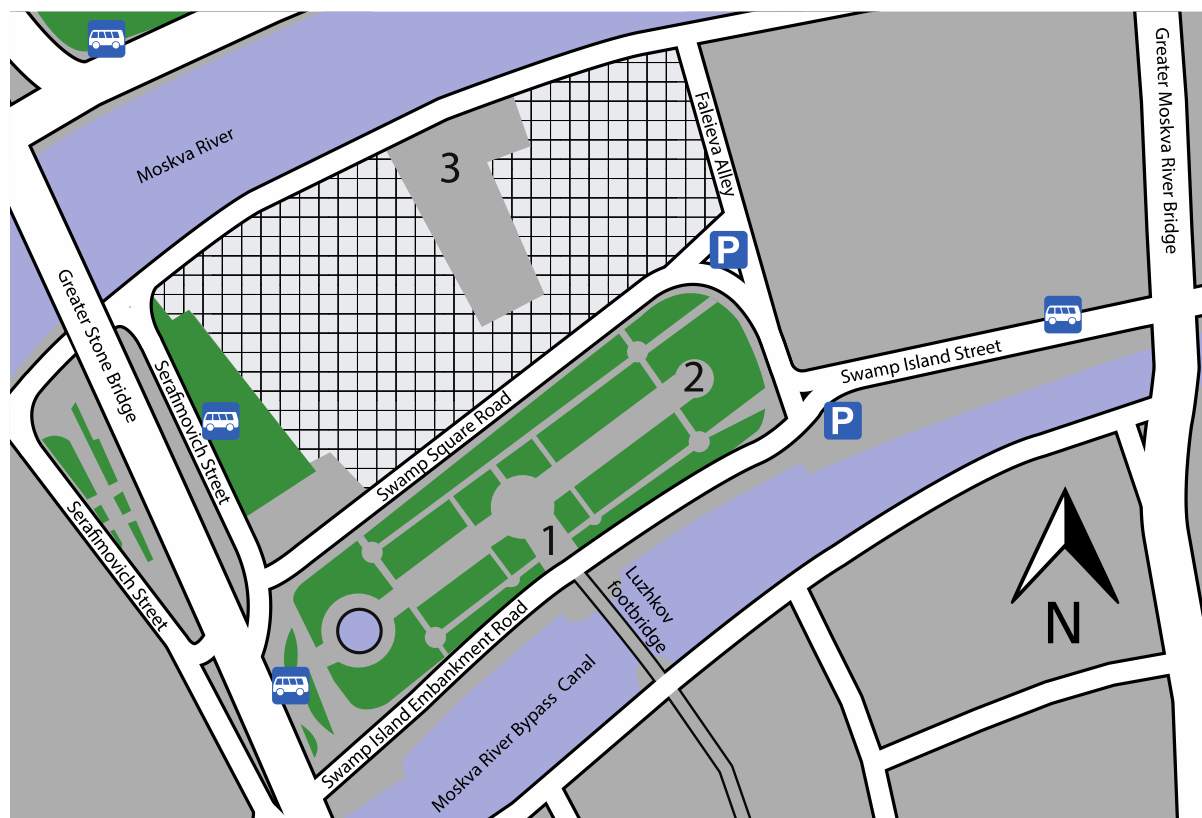 Moskva River
3
Faleieva Alley
Greater Moskva River Bridge
P
Greater Stone Bridge
Serafimovich Street
Swamp Island Street
2
P
Swamp Square Road
Serafimovich Street
1
Luzhkov
footbridge
N
Swamp Island Embankment Road
Moskva River Bypass Canal